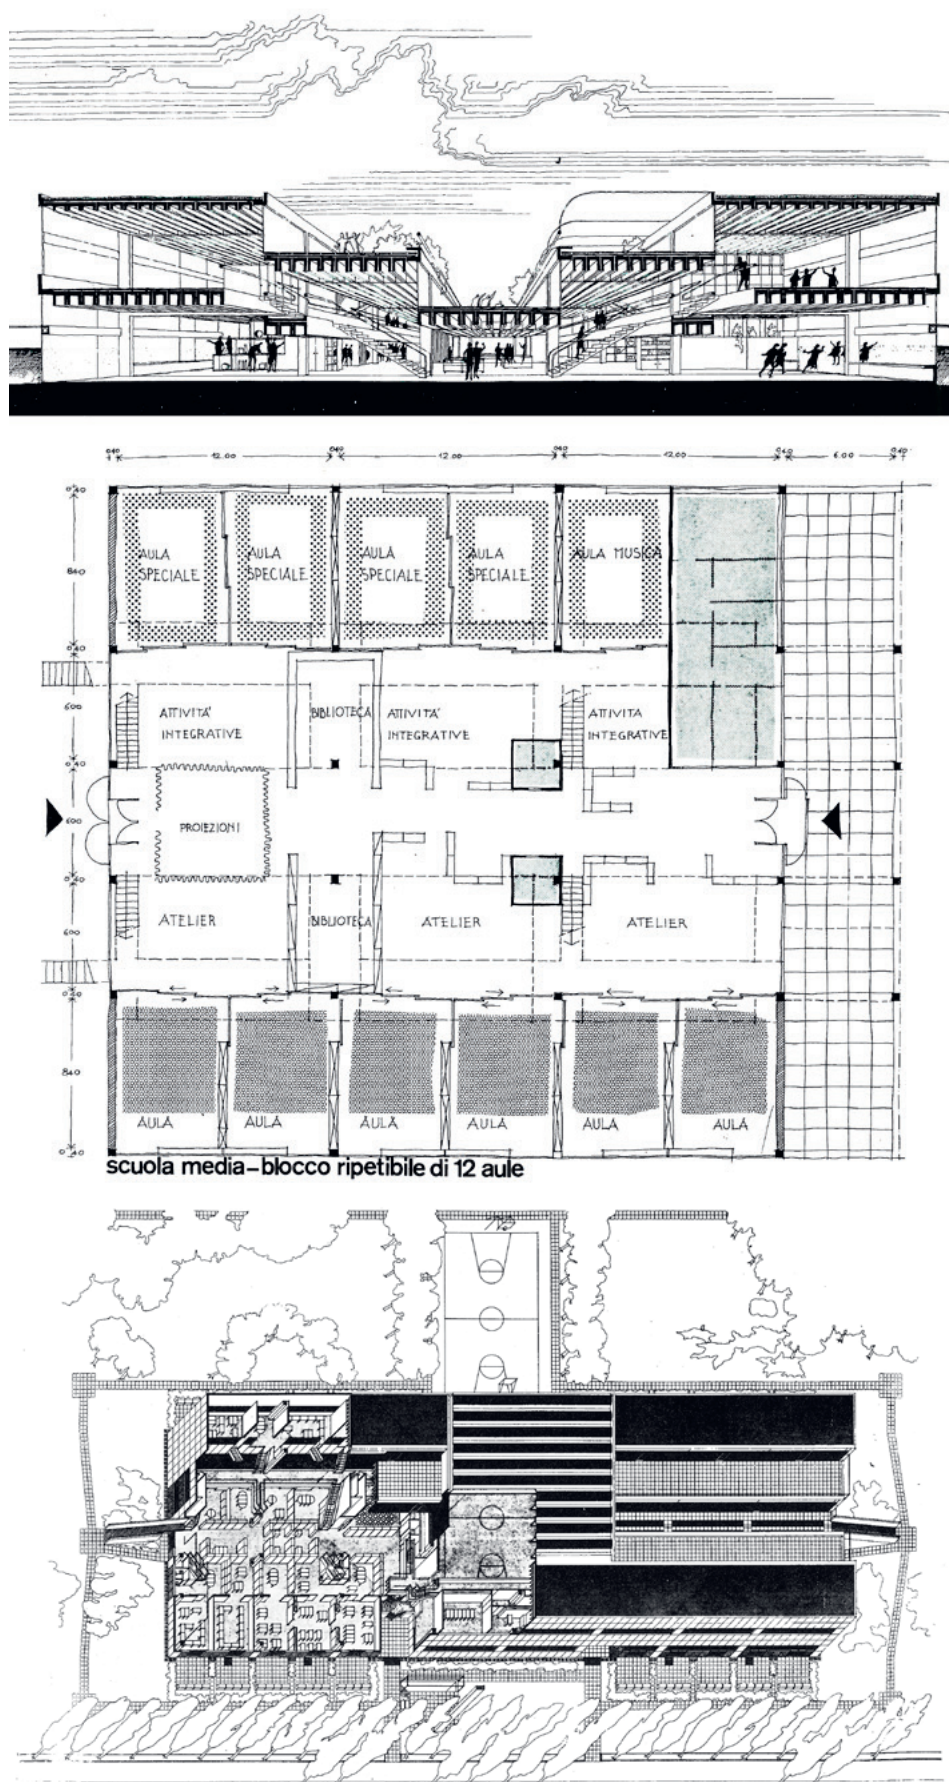 0.40 12.00 0.40 12.00 0.40 12.00 0.40 6.00 0.40
0.40
840
0.40
600
0.40
600
0.40
600
0.40
840
0.40
AULA
SPECIALE
AULA
SPECIALE
AULA
SPECIALE
AULA
SPECIALE
AULA MUSICA
ATTIVITA'
INTEGRATIVE
BIBLIOTECA
ATTIVITA'
INTEGRATIVE
ATTIVITA
INTEGRATIVE
PROIEZIONI
ATELIER
BIBLIOTECA
ATELIER
ATELIER
AULA
AULA
AULA
AULA
AULA
AULA
scuola media–blocco ripetibile di 12 aule